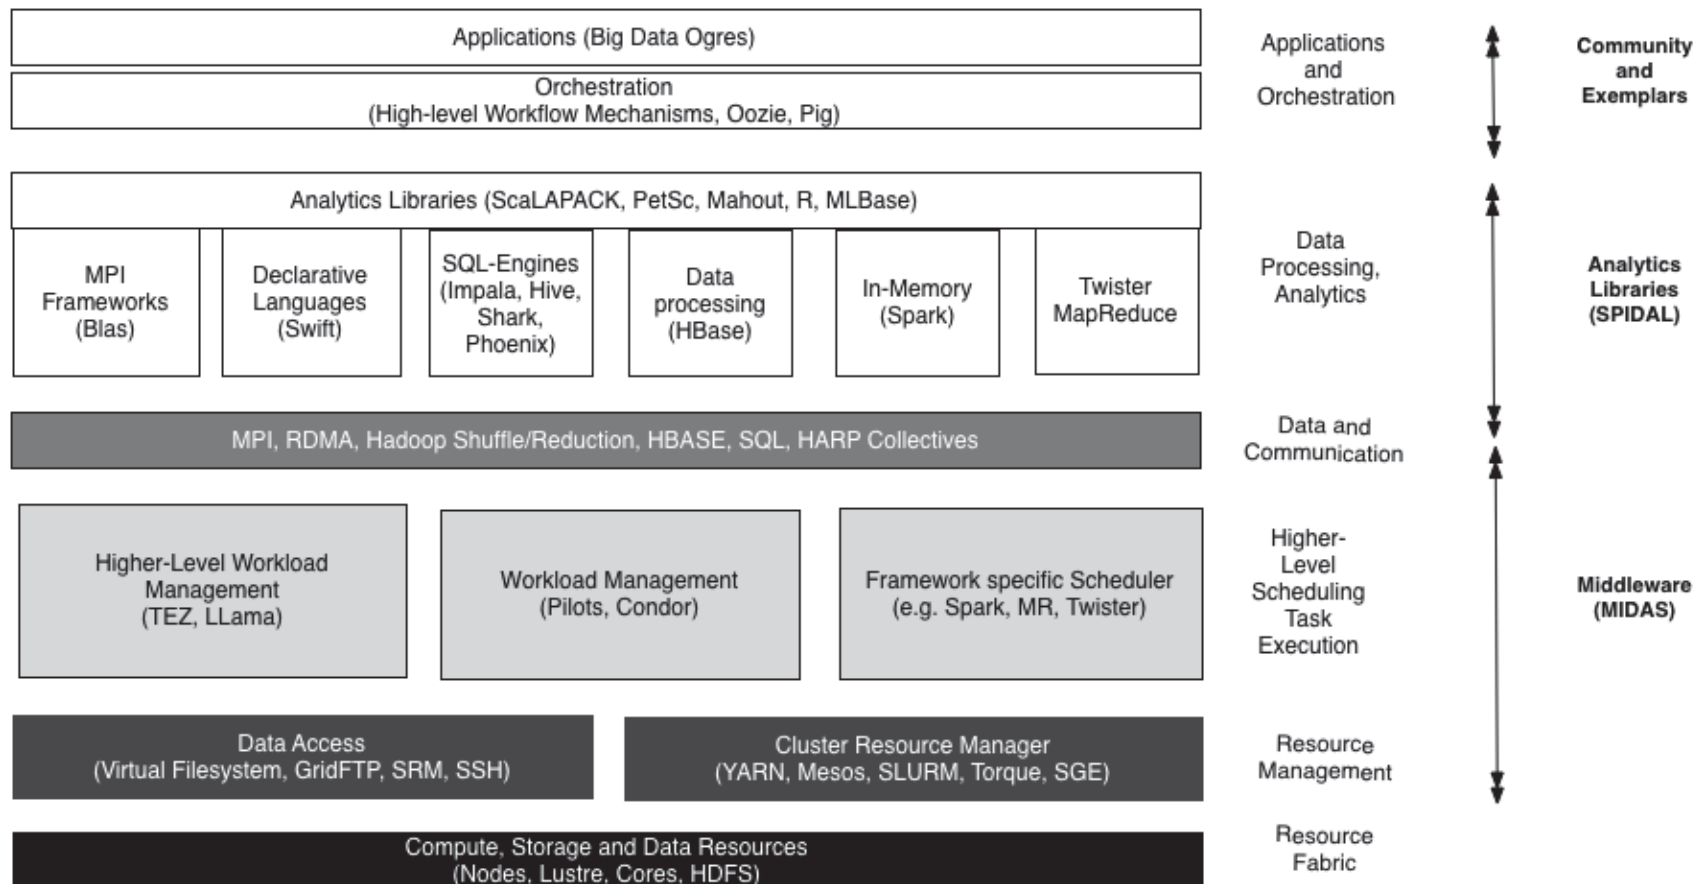 Applications (Big Data Ogres)
Orchestration
(High-level Workflow Mechanisms, Oozie, Pig)
Applications
and
Orchestration
Community
and
Exemplars
Analytics Libraries (ScaLAPACK, PetSc, Mahout, R, MLBase)
MPI
Frameworks
(Blas)
Declarative
Languages
(Swift)
SQL-Engines
(Impala, Hive,
Shark,
Phoenix)
Data
processing
(HBase)
In-Memory
(Spark)
Twister
MapReduce
Data
Processing,
Analytics
Analytics
Libraries
(SPIDAL)
MPI, RDMA, Hadoop Shuffle/Reduction, HBASE, SQL, HARP Collectives
Data and
Communication
Higher-Level Workload
Management
(TEZ, LLama)
Workload Management
(Pilots, Condor)
Framework specific Scheduler
(e.g. Spark, MR, Twister)
Higher-
Level
Scheduling
Task
Execution
Middleware
(MIDAS)
Data Access
(Virtual Filesystem, GridFTP, SRM, SSH)
Cluster Resource Manager
(YARN, Mesos, SLURM, Torque, SGE)
Resource
Management
Compute, Storage and Data Resources
(Nodes, Lustre, Cores, HDFS)
Resource
Fabric